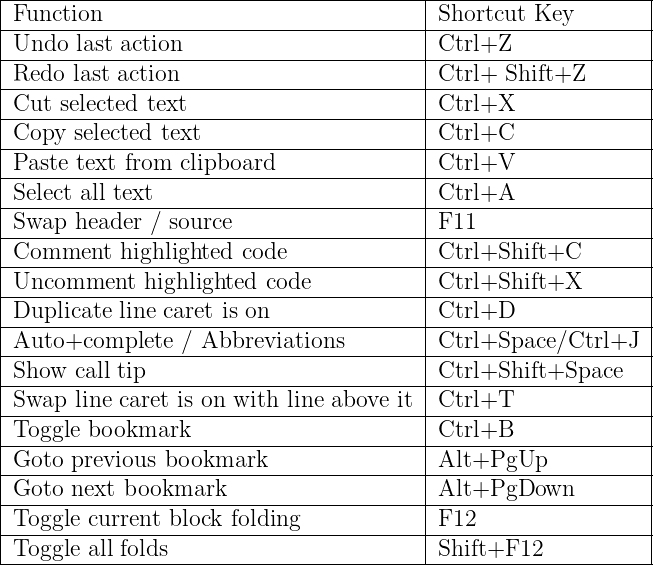 Function Shortcut Key
Undo last action Ctrl+Z
Redo last action Ctrl+ Shift+Z
Cut selected text Ctrl+X
Copy selected text Ctrl+C
Paste text from clipboard Ctrl+V
Select all text Ctrl+A
Swap header / source F11
Comment highlighted code Ctrl+Shift+C
Uncomment highlighted code Ctrl+Shift+X
Duplicate line caret is on Ctrl+D
Auto+complete / Abbreviations Ctrl+Space/Ctrl+J
Show call tip Ctrl+Shift+Space
Swap line caret is on with line above it Ctrl+T
Toggle bookmark Ctrl+B
Goto previous bookmark Alt+PgUp
Goto next bookmark Alt+PgDown
Toggle current block folding F12
Toggle all folds Shift+F12